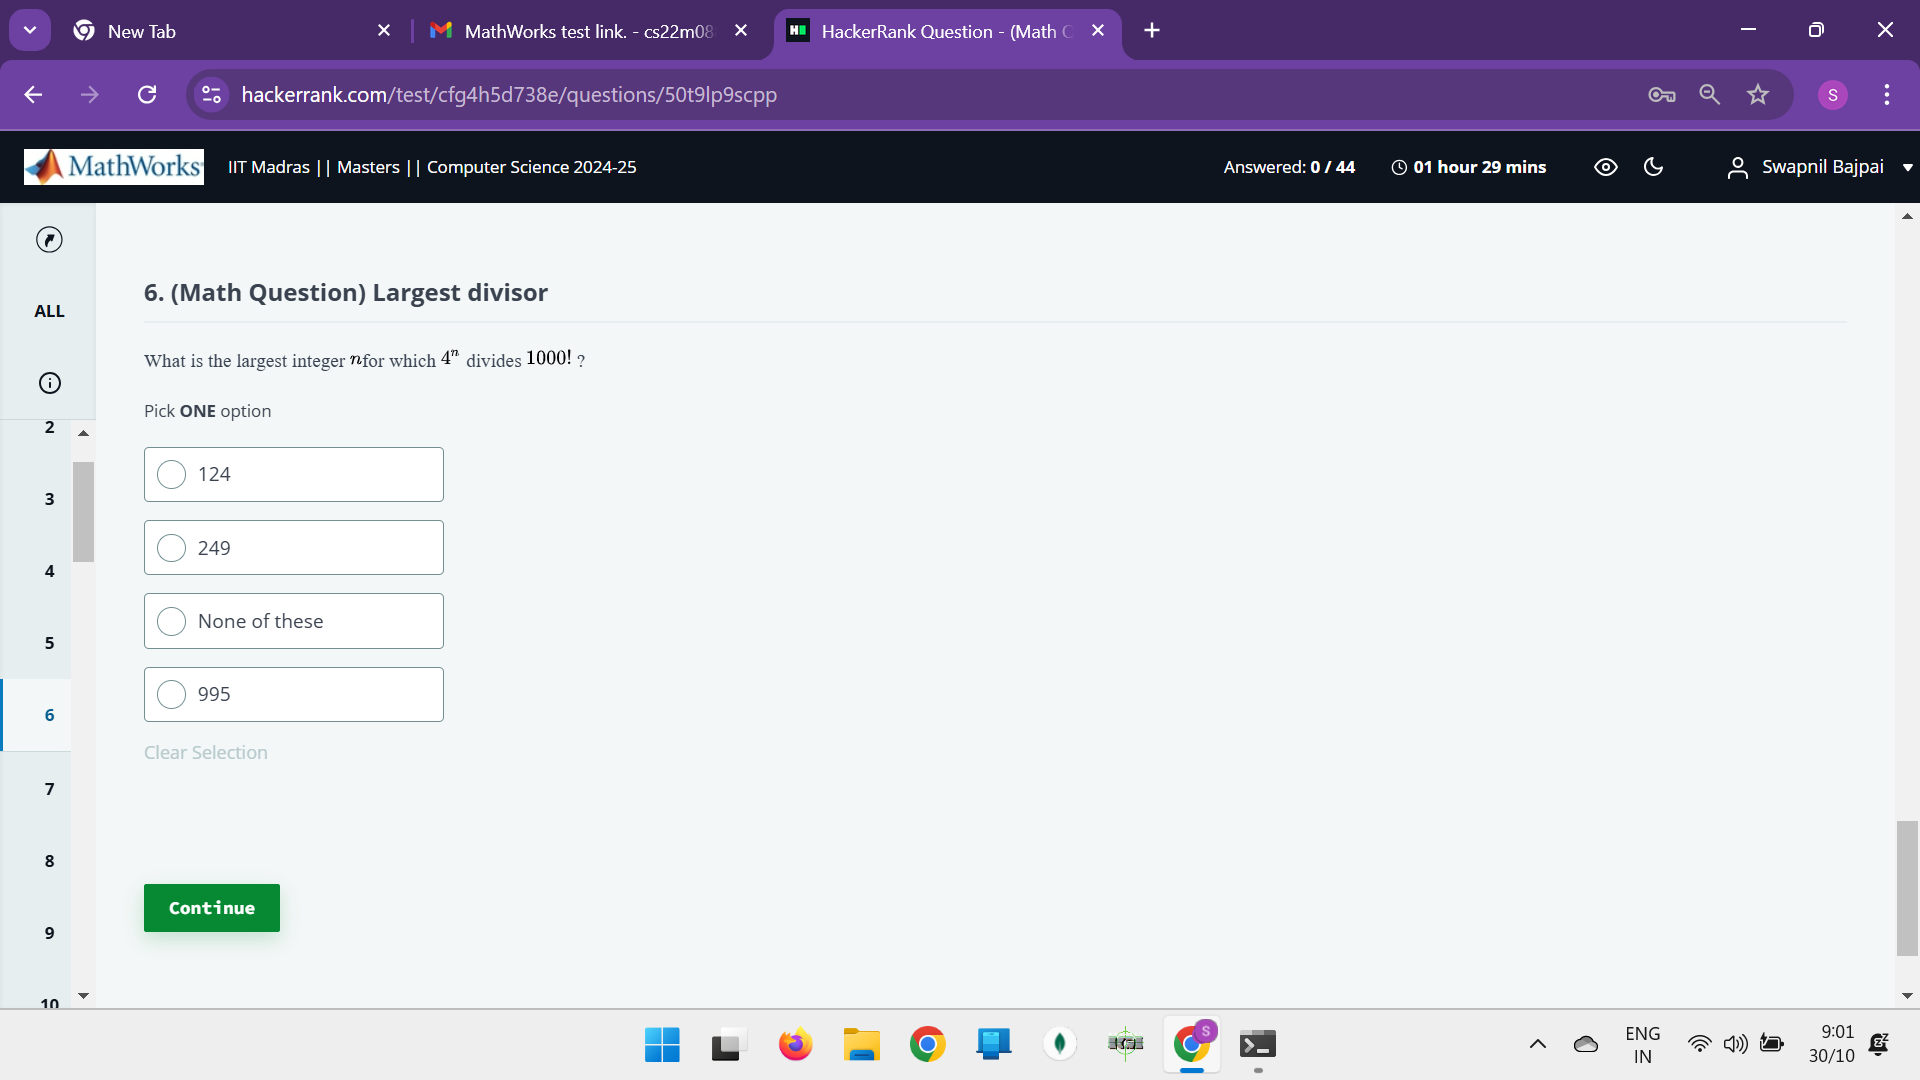 New Tab
MathWorks test link. - cs22m08
HackerRank Question - (Math C
hackerrank.com/test/cfg4h5d738e/questions/50t9lp9scpp
S
MathWorks
IIT Madras || Masters || Computer Science 2024-25
Answered: 0 / 44
01 hour 29 mins
Swapnil Bajpai
ALL
2
3
4
5
6
7
8
9
10
6. (Math Question) Largest divisor
What is the largest integer n for which 4^n divides 1000! ?
Pick ONE option
124
249
None of these
995
Clear Selection
Continue
S
ENG
IN
9:01
30/10